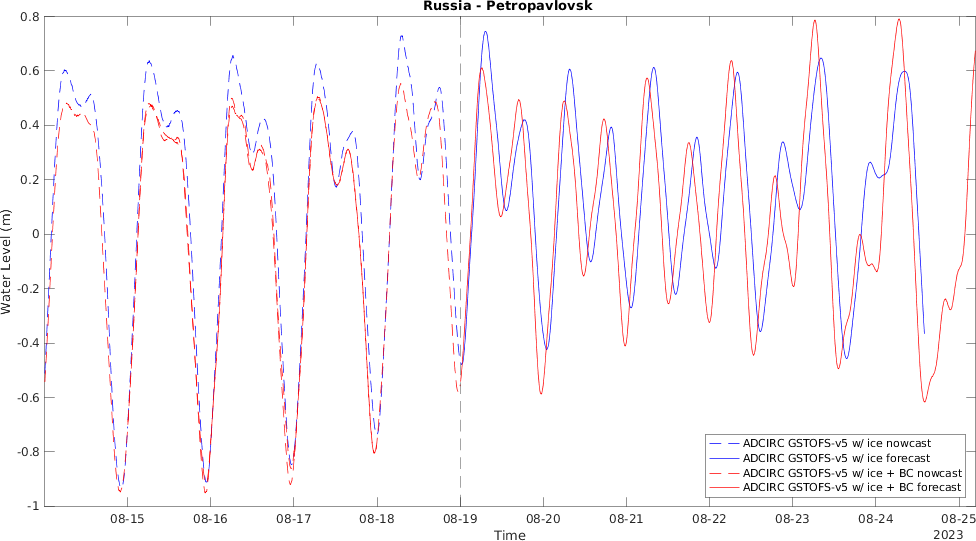 Russia - Petropavlovsk
0.8
0.6
0.4
0.2
0
-0.2
-0.4
-0.6
-0.8
-1
Water Level (m)
ADCIRC GSTOFS-v5 w/ ice nowcast
ADCIRC GSTOFS-v5 w/ ice forecast
ADCIRC GSTOFS-v5 w/ ice + BC nowcast
ADCIRC GSTOFS-v5 w/ ice + BC forecast
08-15 08-16 08-17 08-18 08-19 08-20 08-21 08-22 08-23 08-24 08-25
Time 2023